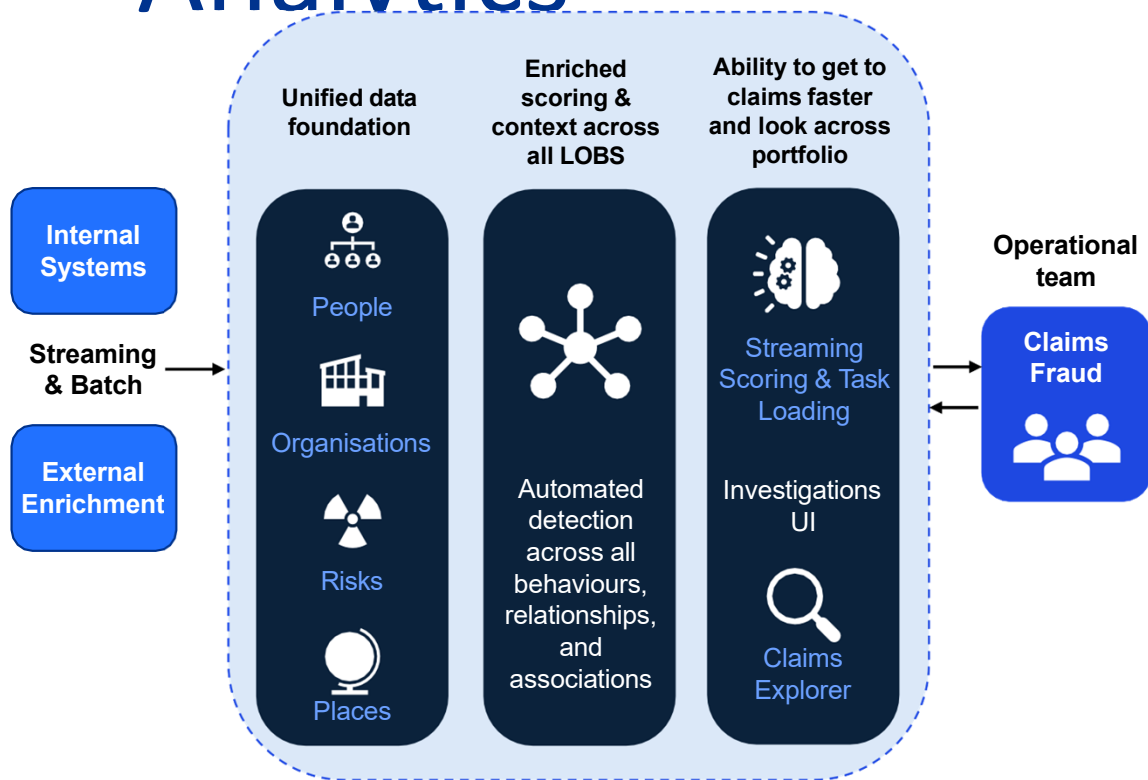 Analytics
Unified data
foundation
Enriched
scoring &
context across
all LOBS
Ability to get to
claims faster
and look across
portfolio
Internal
Systems
Streaming
& Batch
External
Enrichment
People
Organisations
Risks
Places
Automated
detection
across all
behaviours,
relationships,
and
associations
Streaming
Scoring & Task
Loading
Investigations
UI
Claims
Explorer
Operational
team
Claims
Fraud